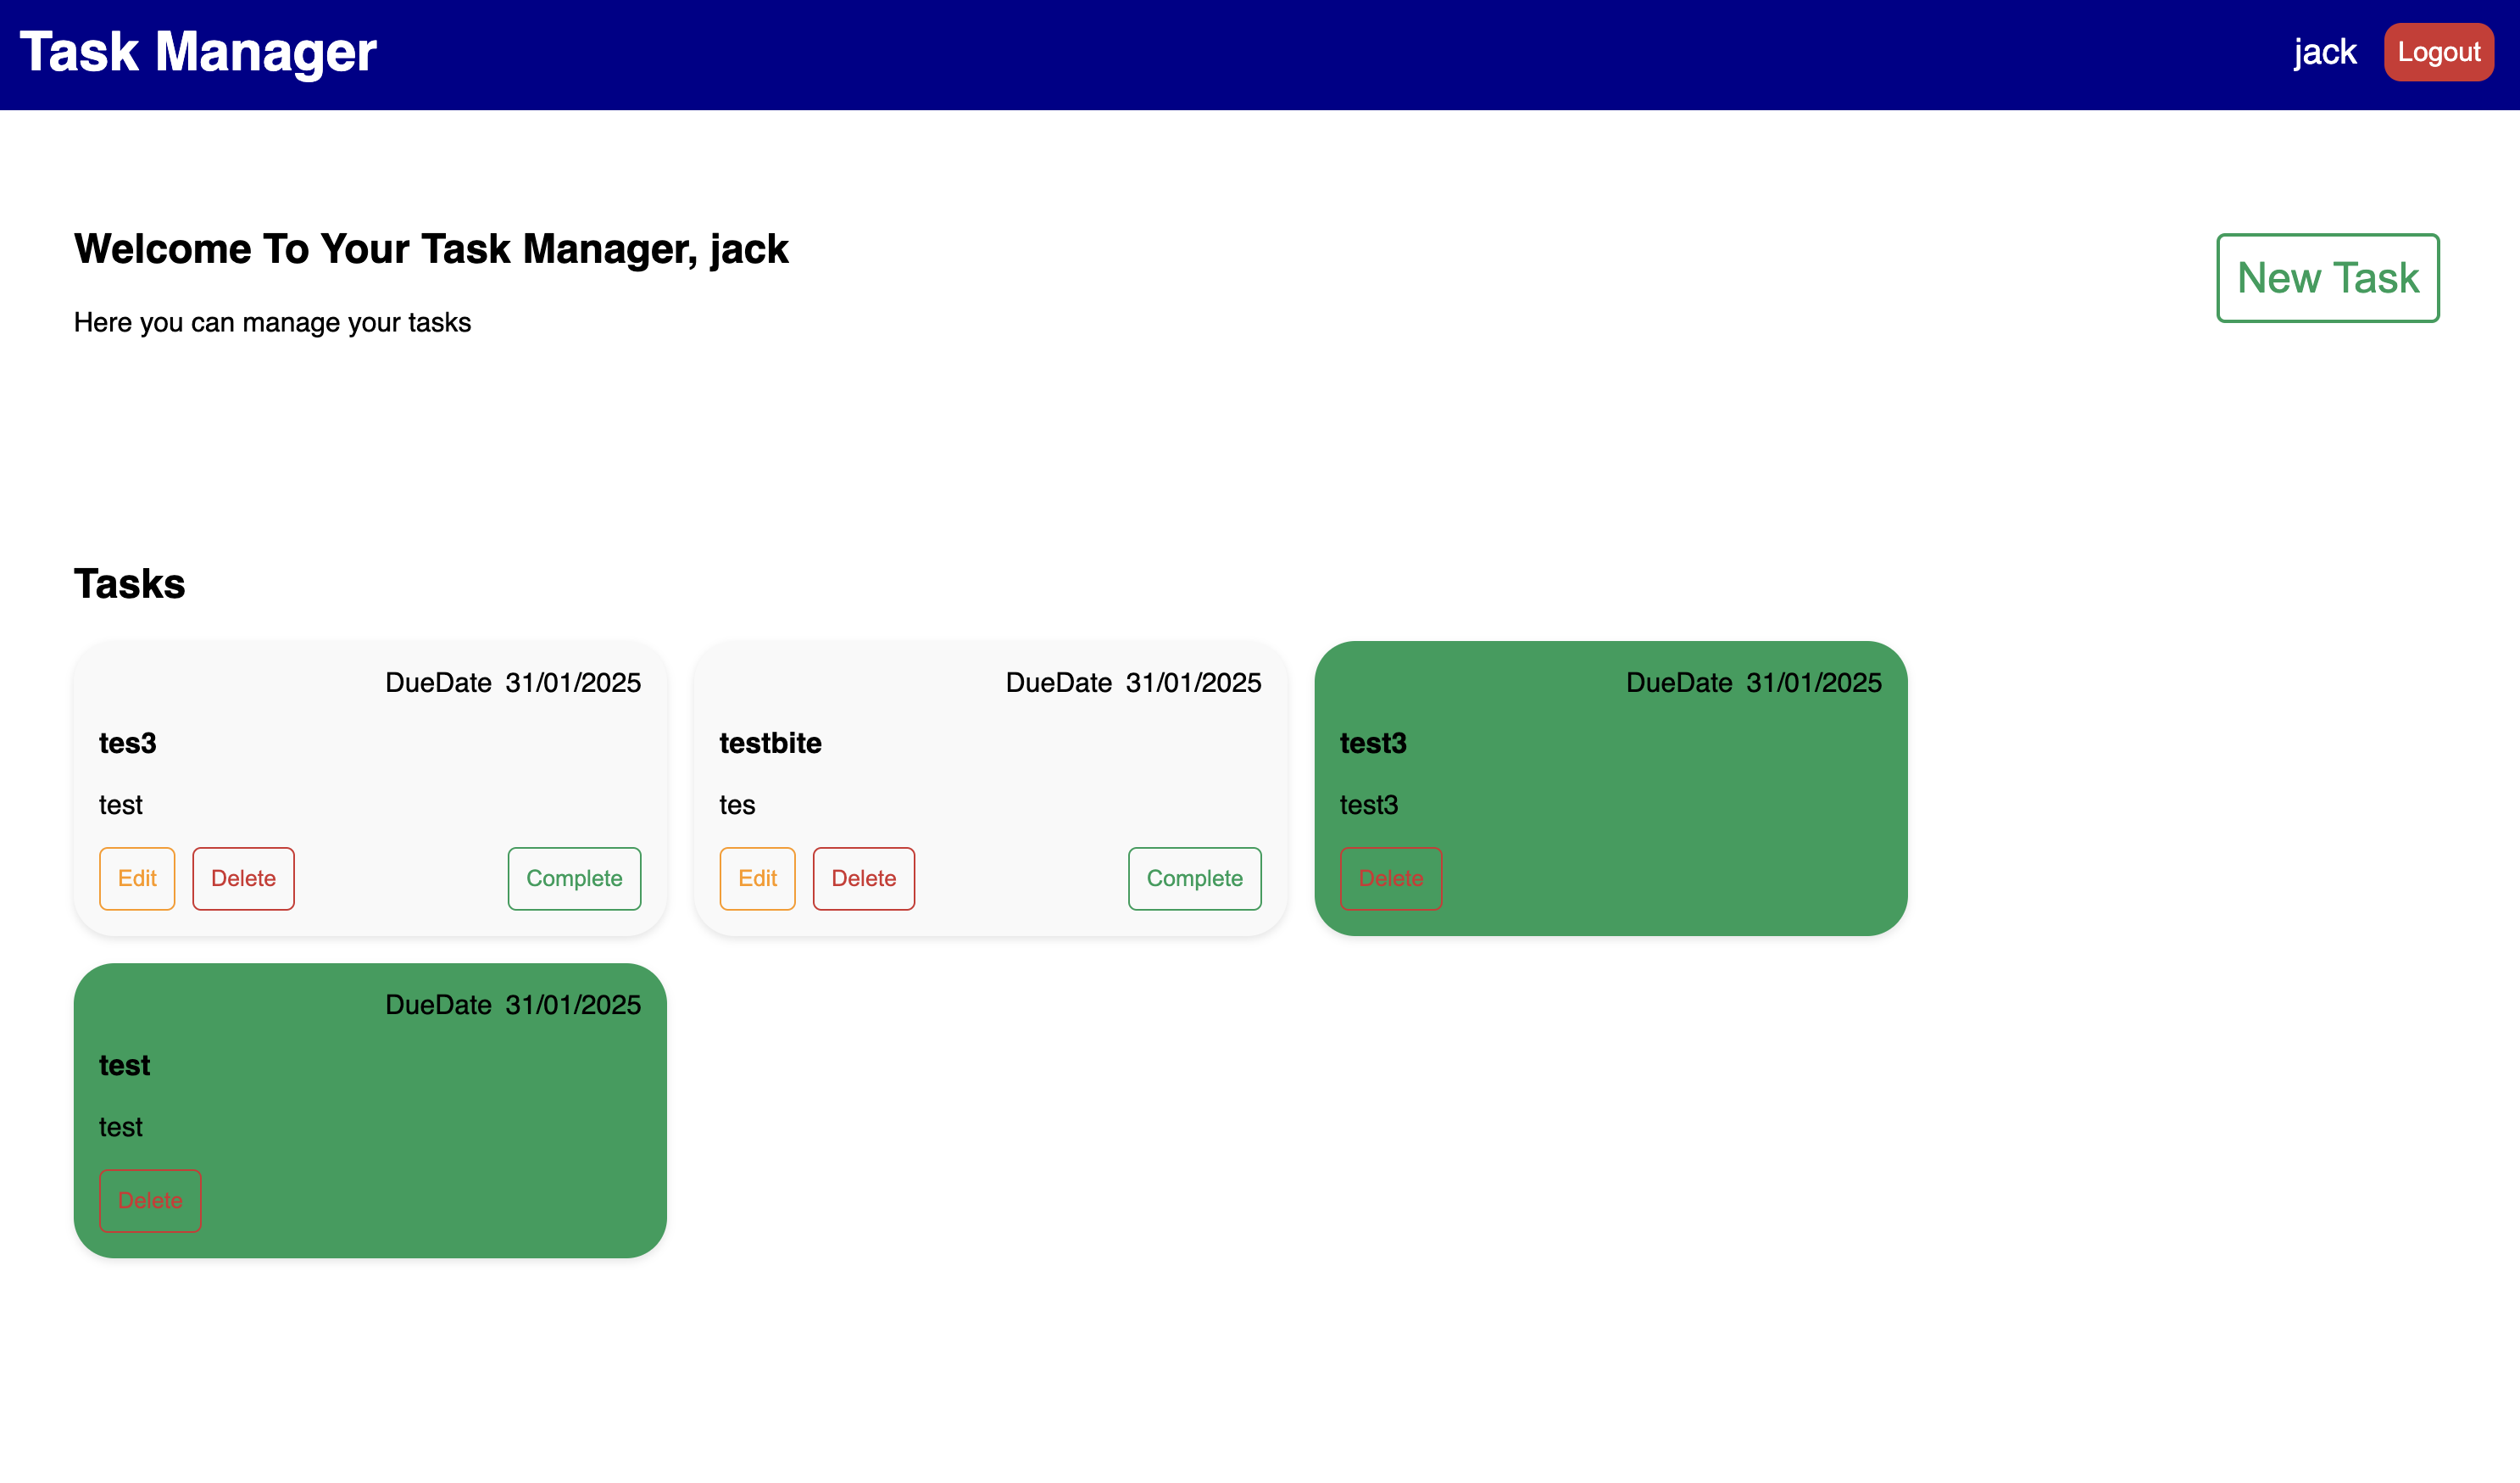 Task Manager
jack Logout
Welcome To Your Task Manager, jack
New Task
Here you can manage your tasks
Tasks
DueDate 31/01/2025
tes3
test
Edit Delete Complete
DueDate 31/01/2025
testbite
tes
Edit Delete Complete
DueDate 31/01/2025
test3
test3
Delete
DueDate 31/01/2025
test
test
Delete